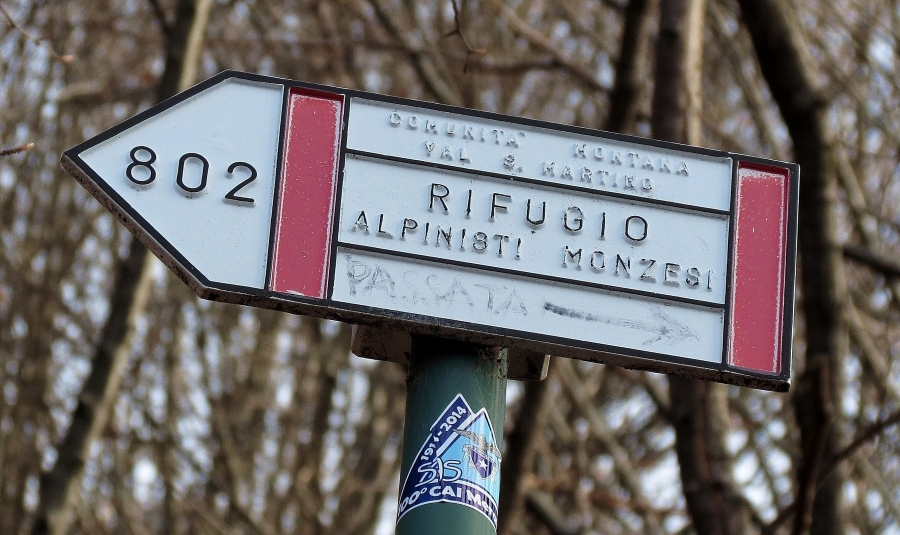 802
COMUNITA' MONTANA
VAL S. MARTINO
RIFUGIO
ALPINISTI MONZESI
PASSATA
1914-2014
SAS
100° CAI